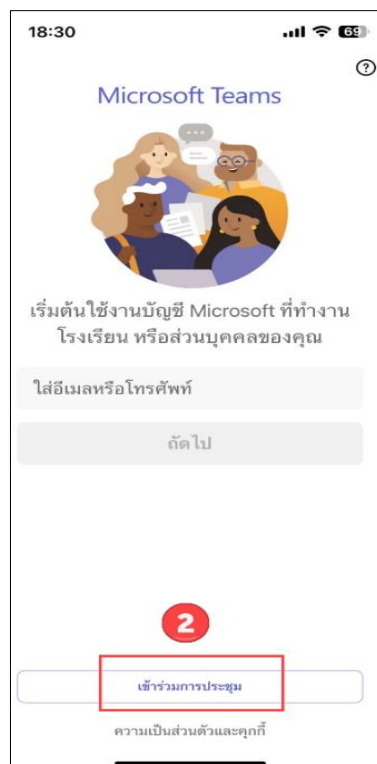 18:30 69
?
Microsoft Teams
เริ่มต้นใช้งานบัญชี Microsoft ที่ทำงาน
โรงเรียน หรือส่วนบุคคลของคุณ
ใส่อีเมลหรือโทรศัพท์
ถัดไป
2
เข้าร่วมการประชุม
ความเป็นส่วนตัวและคุกกี้